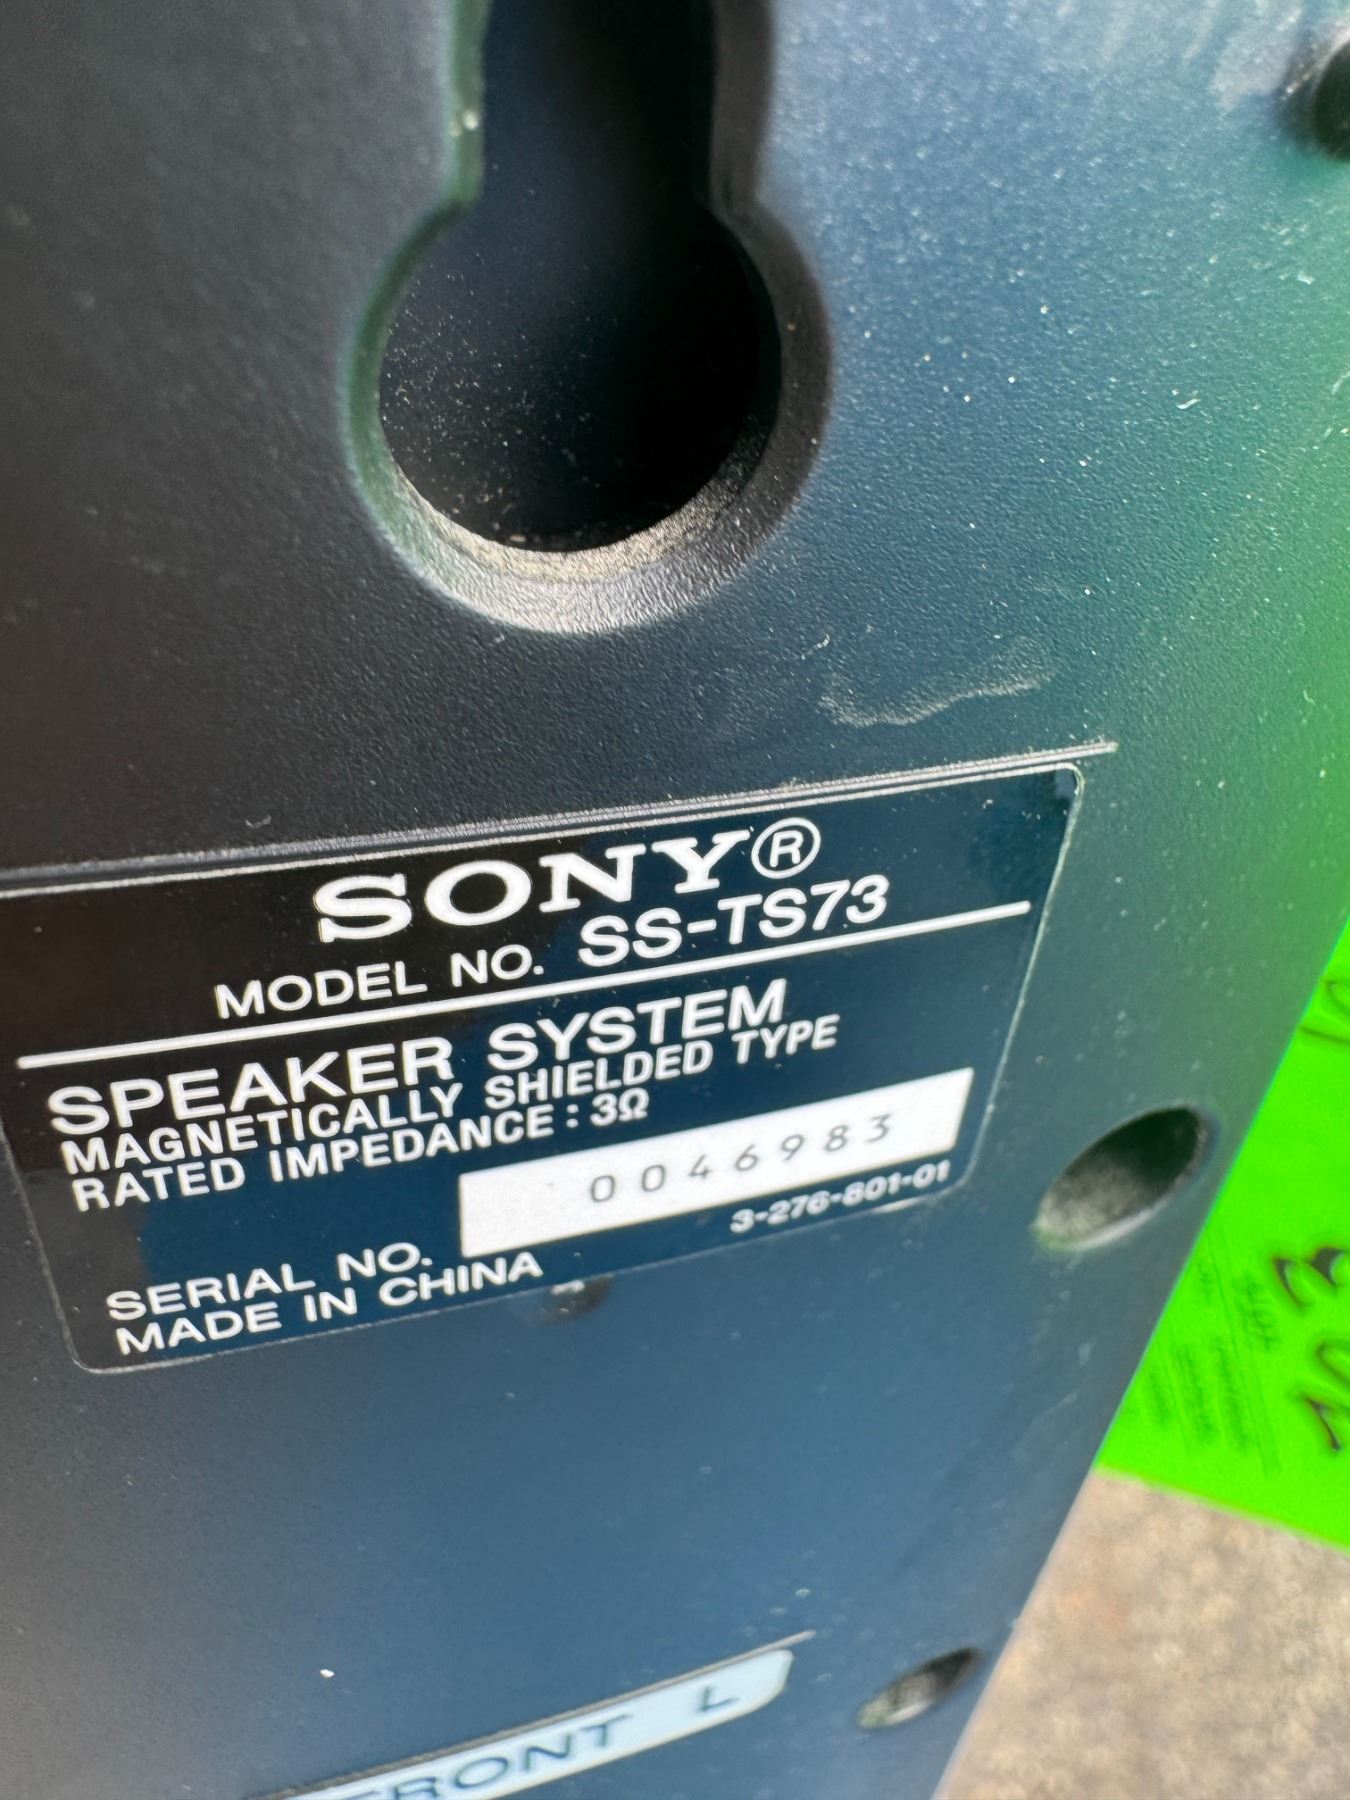 SONY®
MODEL NO. SS-TS73
SPEAKER SYSTEM
MAGNETICALLY SHIELDED TYPE
RATED IMPEDANCE : 3Ω
0046983
SERIAL NO.
3-276-801-01
MADE IN CHINA
FRONT L